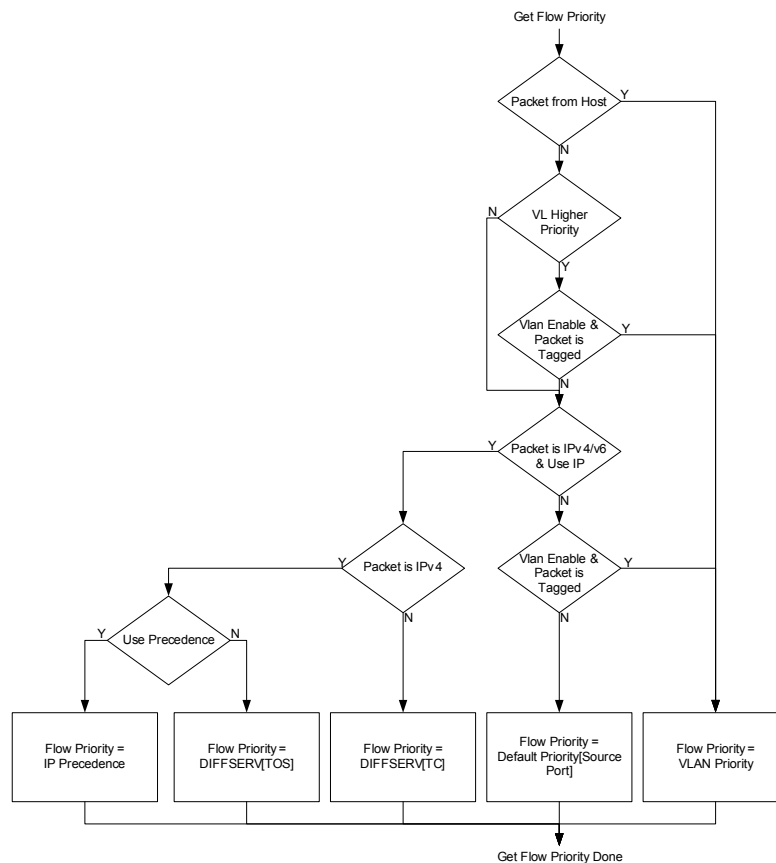 Get Flow Priority
Packet from Host
Y
N
N
VL Higher
Priority
Y
Vlan Enable &
Packet is
Tagged
Y
N
Y
Packet is IPv4/v6
& Use IP
N
Y
Packet is IPv4
N
Vlan Enable &
Packet is
Tagged
Y
N
Y
Use Precedence
N
Flow Priority =
IP Precedence
Flow Priority =
DIFFSERV[TOS]
Flow Priority =
DIFFSERV[TC]
Flow Priority =
Default Priority[Source
Port]
Flow Priority =
VLAN Priority
Get Flow Priority Done